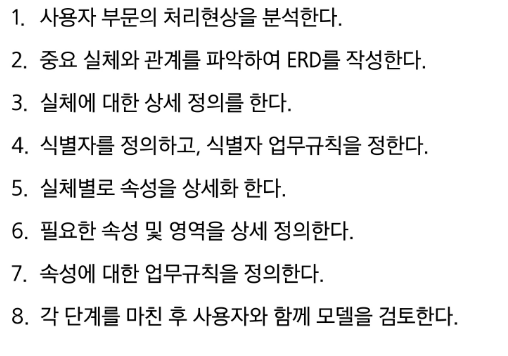 1. 사용자 부문의 처리현상을 분석한다.
2. 중요 실체와 관계를 파악하여 ERD를 작성한다.
3. 실체에 대한 상세 정의를 한다.
4. 식별자를 정의하고, 식별자 업무규칙을 정한다.
5. 실체별로 속성을 상세화 한다.
6. 필요한 속성 및 영역을 상세 정의한다.
7. 속성에 대한 업무규칙을 정의한다.
8. 각 단계를 마친 후 사용자와 함께 모델을 검토한다.